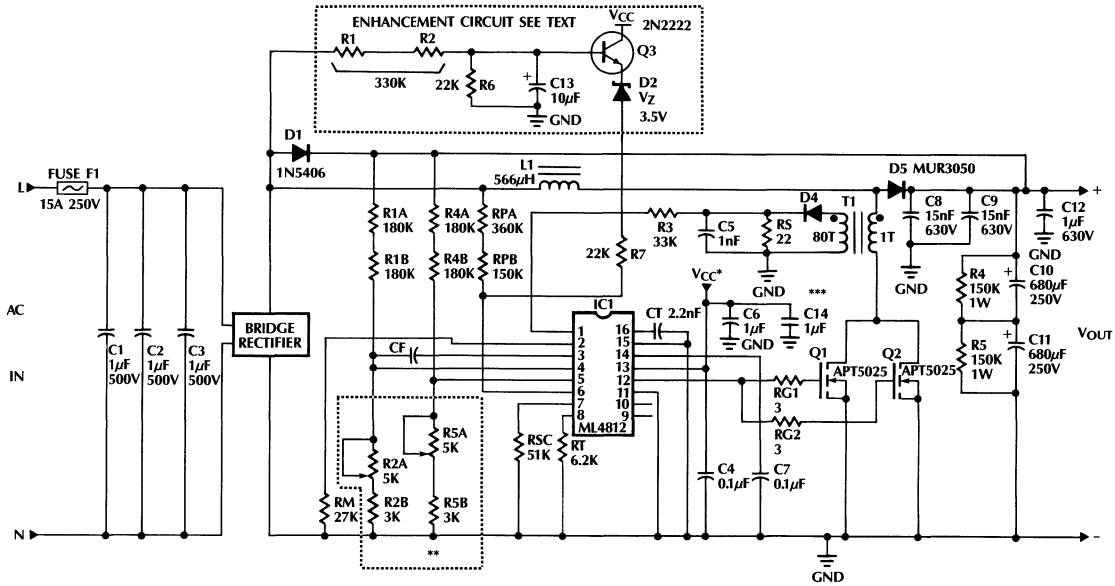 ENHANCEMENT CIRCUIT SEE TEXT
VCC
2N2222
R1
R2
Q3
330K
22K
R6
+
C13
10µF
GND
D2
VZ
3.5V
D1
1N5406
L1
566µH
D5 MUR3050
FUSE F1
L
15A 250V
+
R1A
180K
R4A
180K
RPA
360K
R3
33K
C5
1nF
RS
22
D4
80T
T1
1T
C8
15nF
630V
C9
15nF
630V
C12
1µF
630V
GND
R1B
180K
R4B
180K
RPB
150K
22K
R7
GND
GND
VCC*
***
R4
150K
1W
+
C10
680µF
250V
AC
IN
BRIDGE
RECTIFIER
C1
1µF
500V
C2
1µF
500V
C3
1µF
500V
CF
IC1
1
2
3
4
5
6
7
8
16
15
14
13
12
11
10
9
ML4812
CT 2.2nF
C6
1µF
GND
C14
1µF
Q1
APT5025
Q2
APT5025
R5
150K
1W
+
C11
680µF
250V
VOUT
RG1
3
RG2
3
R5A
5K
R2A
5K
RSC
51K
RT
6.2K
C4
0.1µF
C7
0.1µF
RM
27K
R2B
3K
R5B
3K
**
N
-
GND